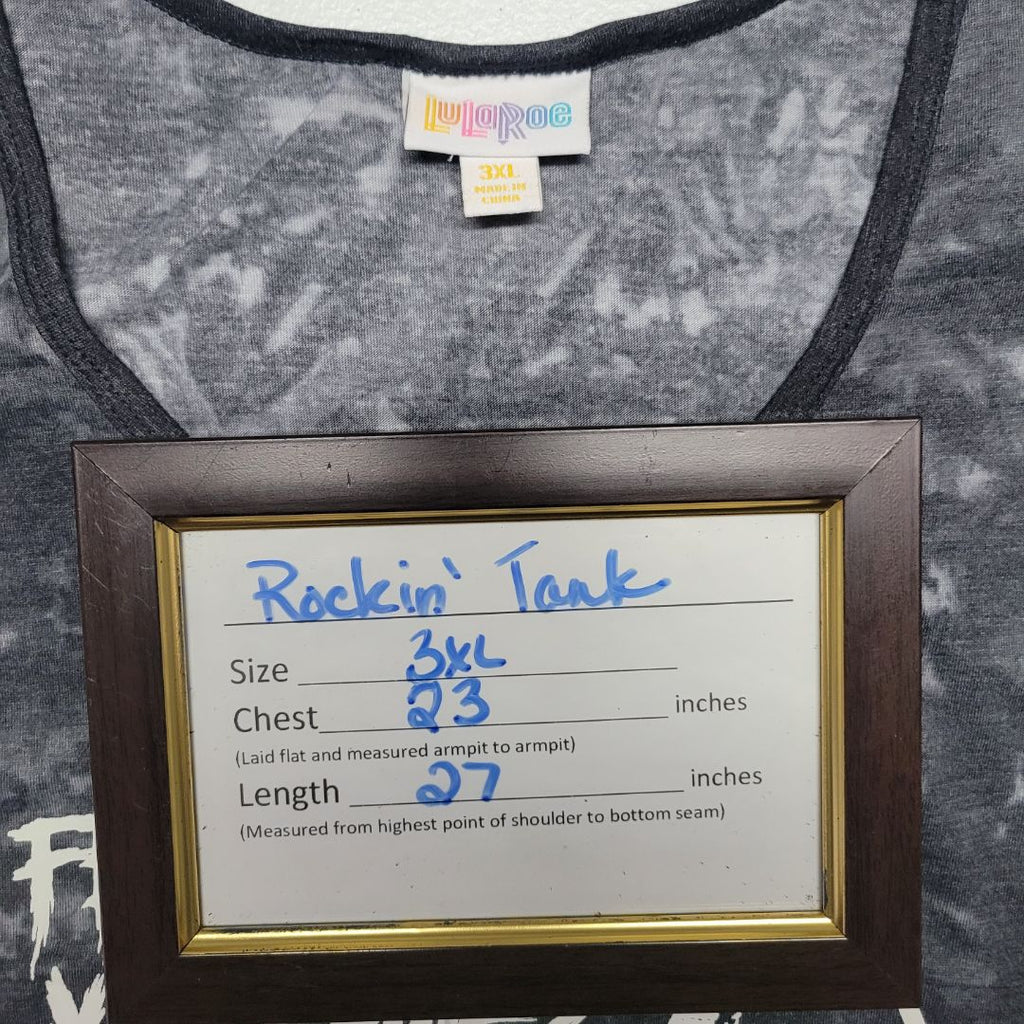 LuLaRoe
3XL
MADE IN
CHINA
Rockin' Tank
Size 3XL
Chest 23 inches
(Laid flat and measured armpit to armpit)
Length 27 inches
(Measured from highest point of shoulder to bottom seam)